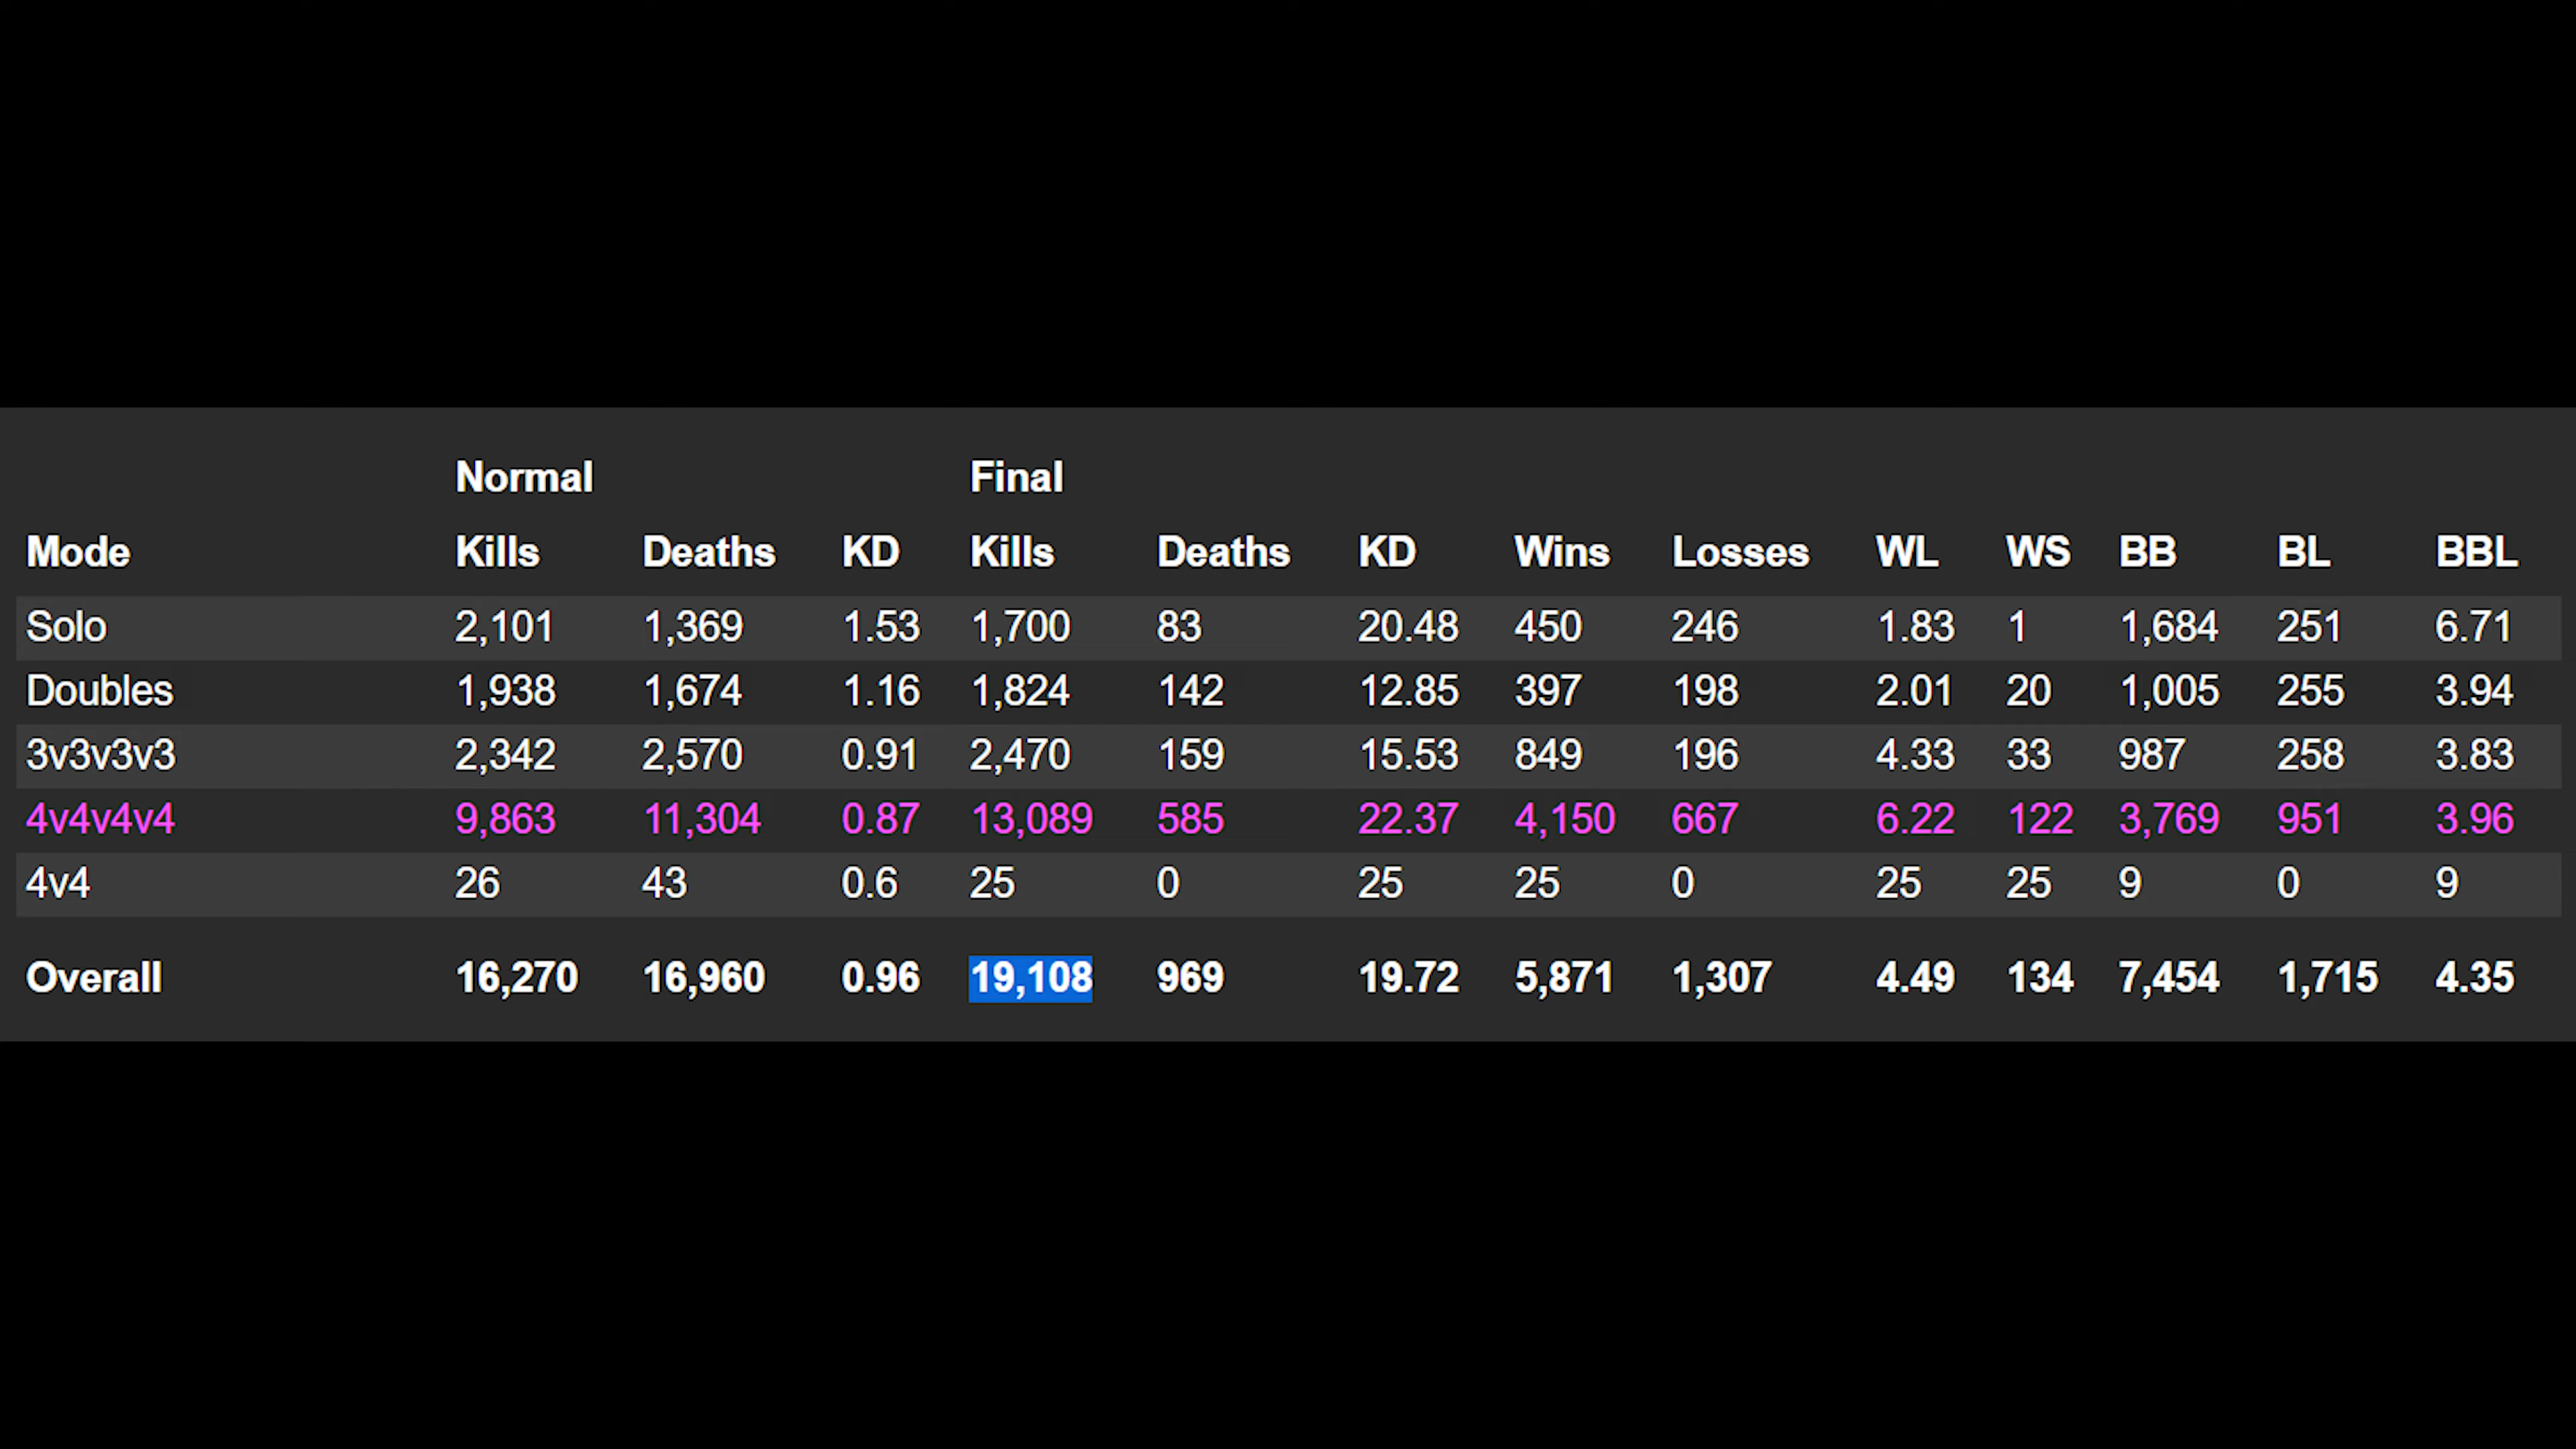 Normal Final
Mode Kills Deaths KD Kills Deaths KD Wins Losses WL WS BB BL BBL
Solo 2,101 1,369 1.53 1,700 83 20.48 450 246 1.83 1 1,684 251 6.71
Doubles 1,938 1,674 1.16 1,824 142 12.85 397 198 2.01 20 1,005 255 3.94
3v3v3v3 2,342 2,570 0.91 2,470 159 15.53 849 196 4.33 33 987 258 3.83
4v4v4v4 9,863 11,304 0.87 13,089 585 22.37 4,150 667 6.22 122 3,769 951 3.96
4v4 26 43 0.6 25 0 25 25 0 25 25 9 0 9
Overall 16,270 16,960 0.96 19,108 969 19.72 5,871 1,307 4.49 134 7,454 1,715 4.35